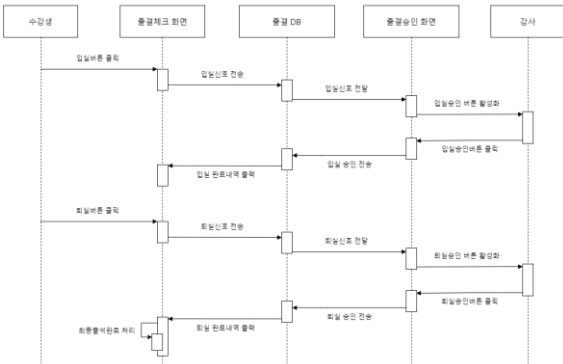 수강생
출결체크 화면
출결 DB
출결승인 화면
강사
입실버튼 클릭
입실신호 전송
입실신호 전달
입실승인 버튼 활성화
입실승인버튼 클릭
입실 승인 전송
입실 완료내역 출력
퇴실버튼 클릭
퇴실신호 전송
퇴실신호 전달
퇴실승인 버튼 활성화
퇴실승인버튼 클릭
퇴실 승인 전송
퇴실 완료내역 출력
최종출석완료 처리